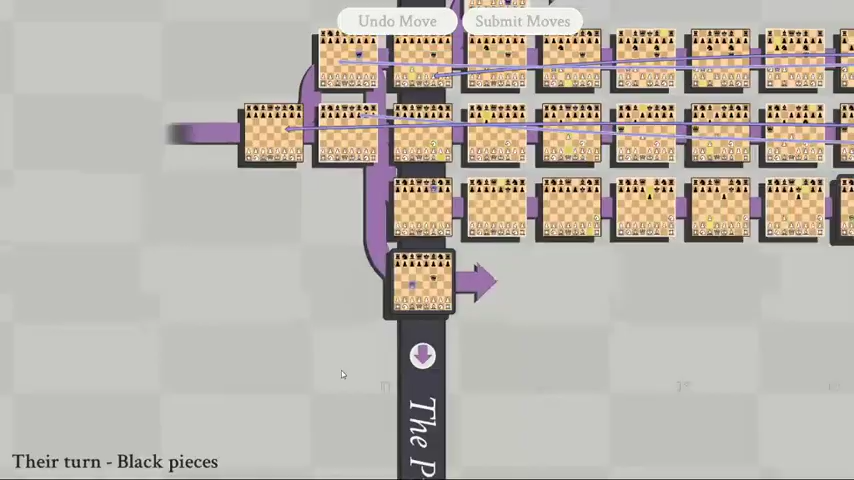 Undo Move
Submit Moves
The P
Their turn - Black pieces